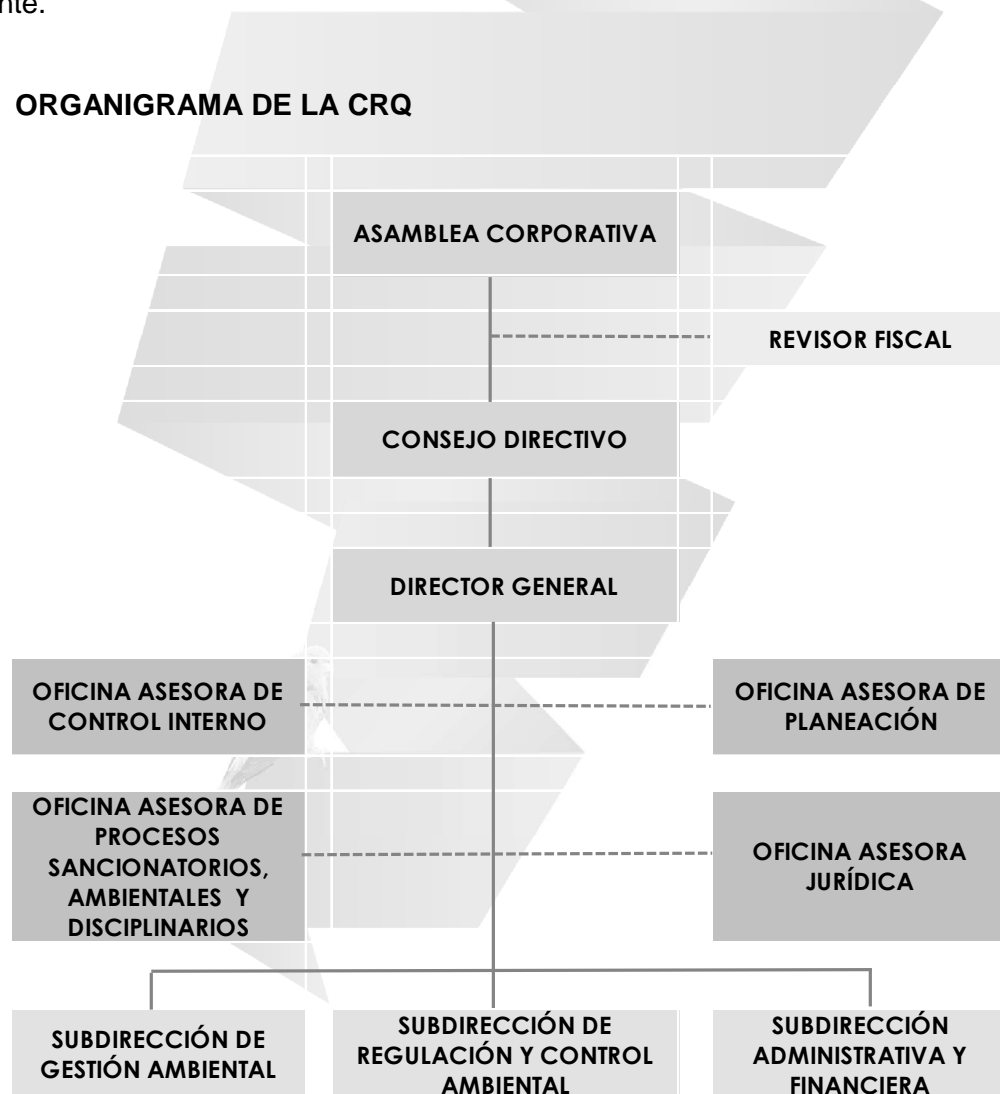 nte.
ORGANIGRAMA DE LA CRQ
ASAMBLEA CORPORATIVA
REVISOR FISCAL
CONSEJO DIRECTIVO
DIRECTOR GENERAL
OFICINA ASESORA DE
CONTROL INTERNO
OFICINA ASESORA DE
PLANEACIÓN
OFICINA ASESORA DE
PROCESOS
SANCIONATORIOS,
AMBIENTALES Y
DISCIPLINARIOS
OFICINA ASESORA
JURÍDICA
SUBDIRECCIÓN DE
GESTIÓN AMBIENTAL
SUBDIRECCIÓN DE
REGULACIÓN Y CONTROL
AMBIENTAL
SUBDIRECCIÓN
ADMINISTRATIVA Y
FINANCIERA